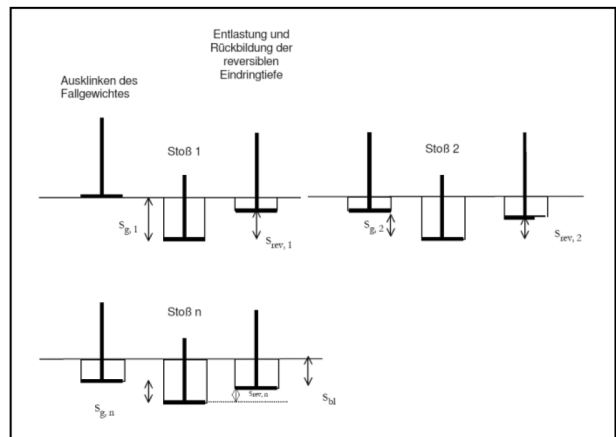 Entlastung und
Rückbildung der
reversiblen
Eindringtiefe
Ausklinken des
Fallgewichtes
Stoß 1
Stoß 2
s_g, 1
s_rev, 1
s_g, 2
s_rev, 2
Stoß n
s_g, n
s_rev, n
s_bl